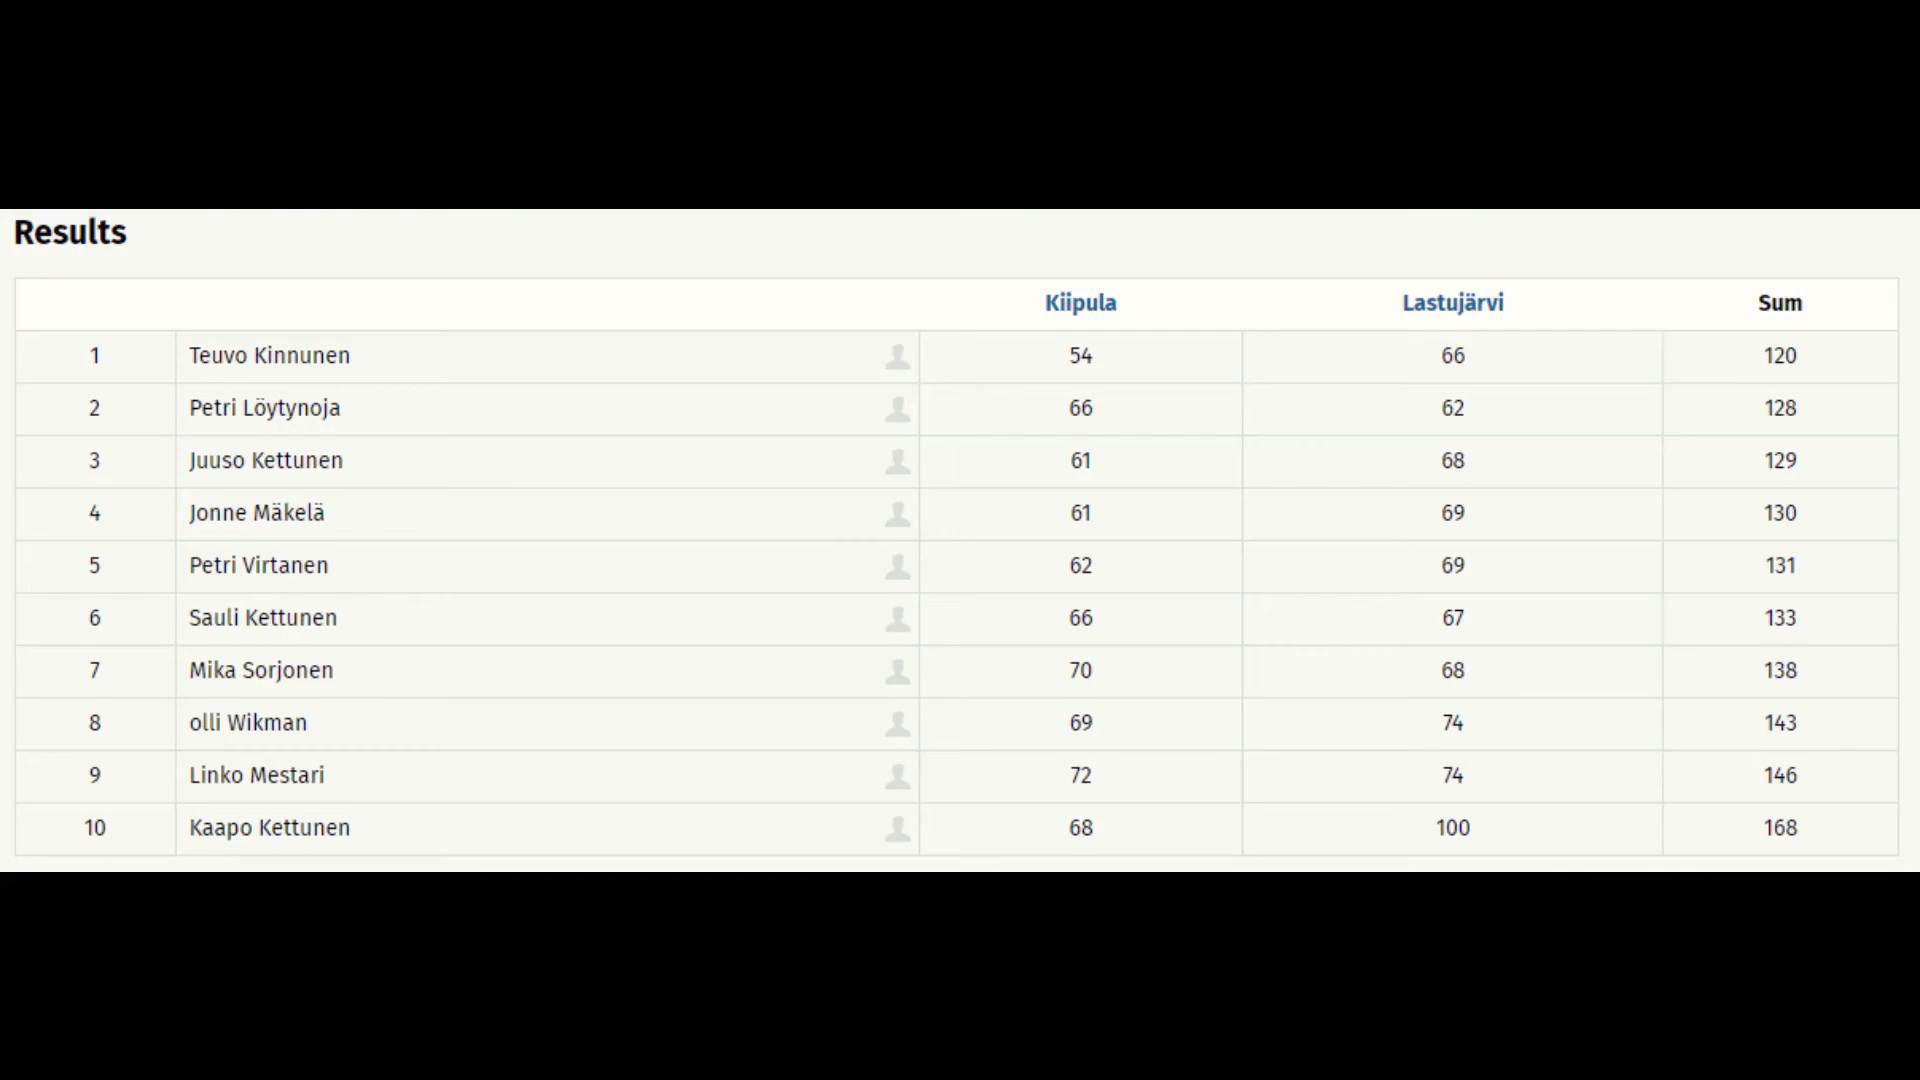 Results
Kiipula Lastujärvi Sum
1 Teuvo Kinnunen 54 66 120
2 Petri Löytynoja 66 62 128
3 Juuso Kettunen 61 68 129
4 Jonne Mäkelä 61 69 130
5 Petri Virtanen 62 69 131
6 Sauli Kettunen 66 67 133
7 Mika Sorjonen 70 68 138
8 olli Wikman 69 74 143
9 Linko Mestari 72 74 146
10 Kaapo Kettunen 68 100 168